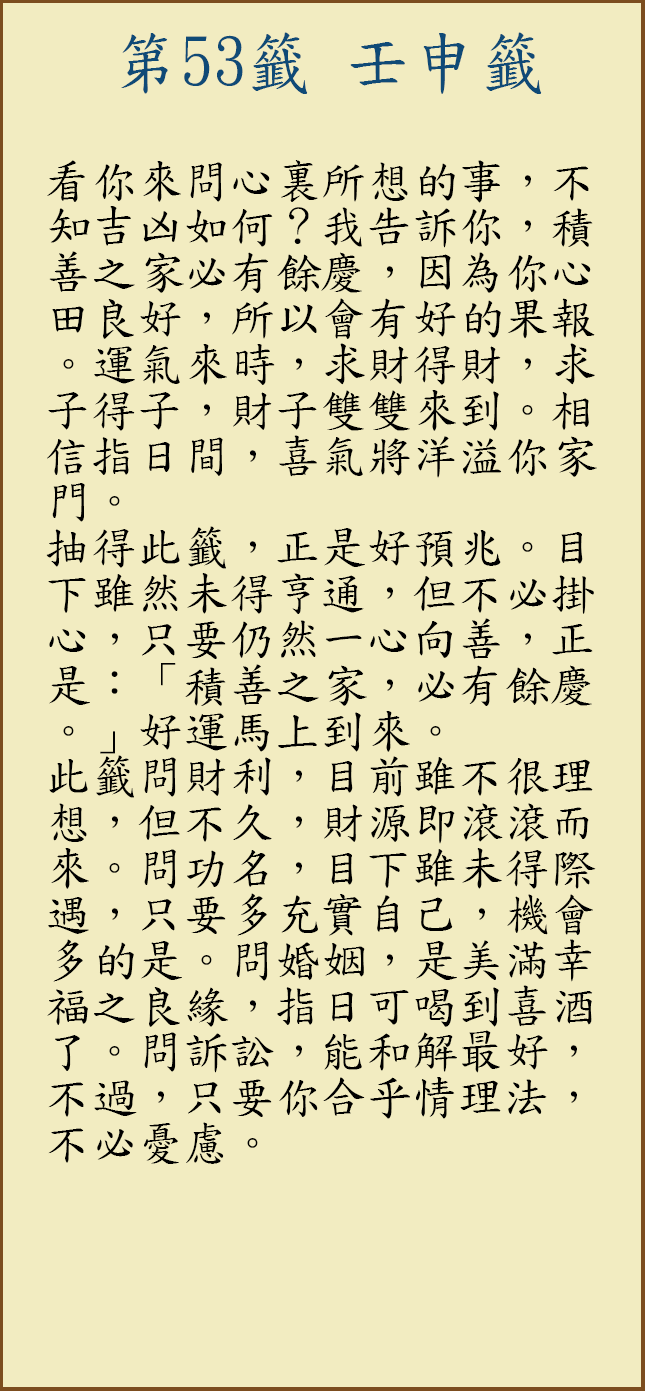 第53籤 壬申籤
看你來問心裏所想的事，不
知吉凶如何？我告訴你，積
善之家必有餘慶，因為你心
田良好，所以會有好的果報
。運氣來時，求財得財，求
子得子，財子雙雙來到。相
信指日間，喜氣將洋溢你家
門。
抽得此籤，正是好預兆。目
下雖然未得亨通，但不必掛
心，只要仍然一心向善，正
是：「積善之家，必有餘慶
。」好運馬上到來。
此籤問財利，目前雖不很理
想，但不久，財源即滾滾而
來。問功名，目下雖未得際
遇，只要多充實自己，機會
多的是。問婚姻，是美滿幸
福之良緣，指日可喝到喜酒
了。問訴訟，能和解最好，
不過，只要你合乎情理法，
不必憂慮。